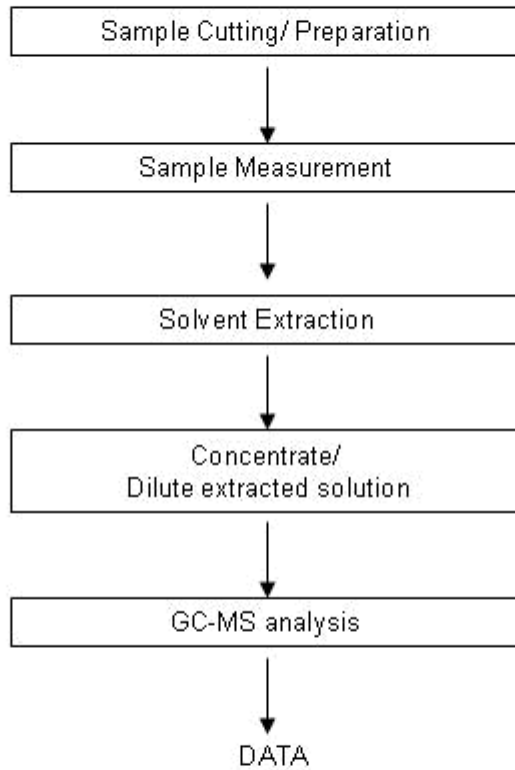 Sample Cutting/ Preparation
Sample Measurement
Solvent Extraction
Concentrate/
Dilute extracted solution
GC-MS analysis
DATA